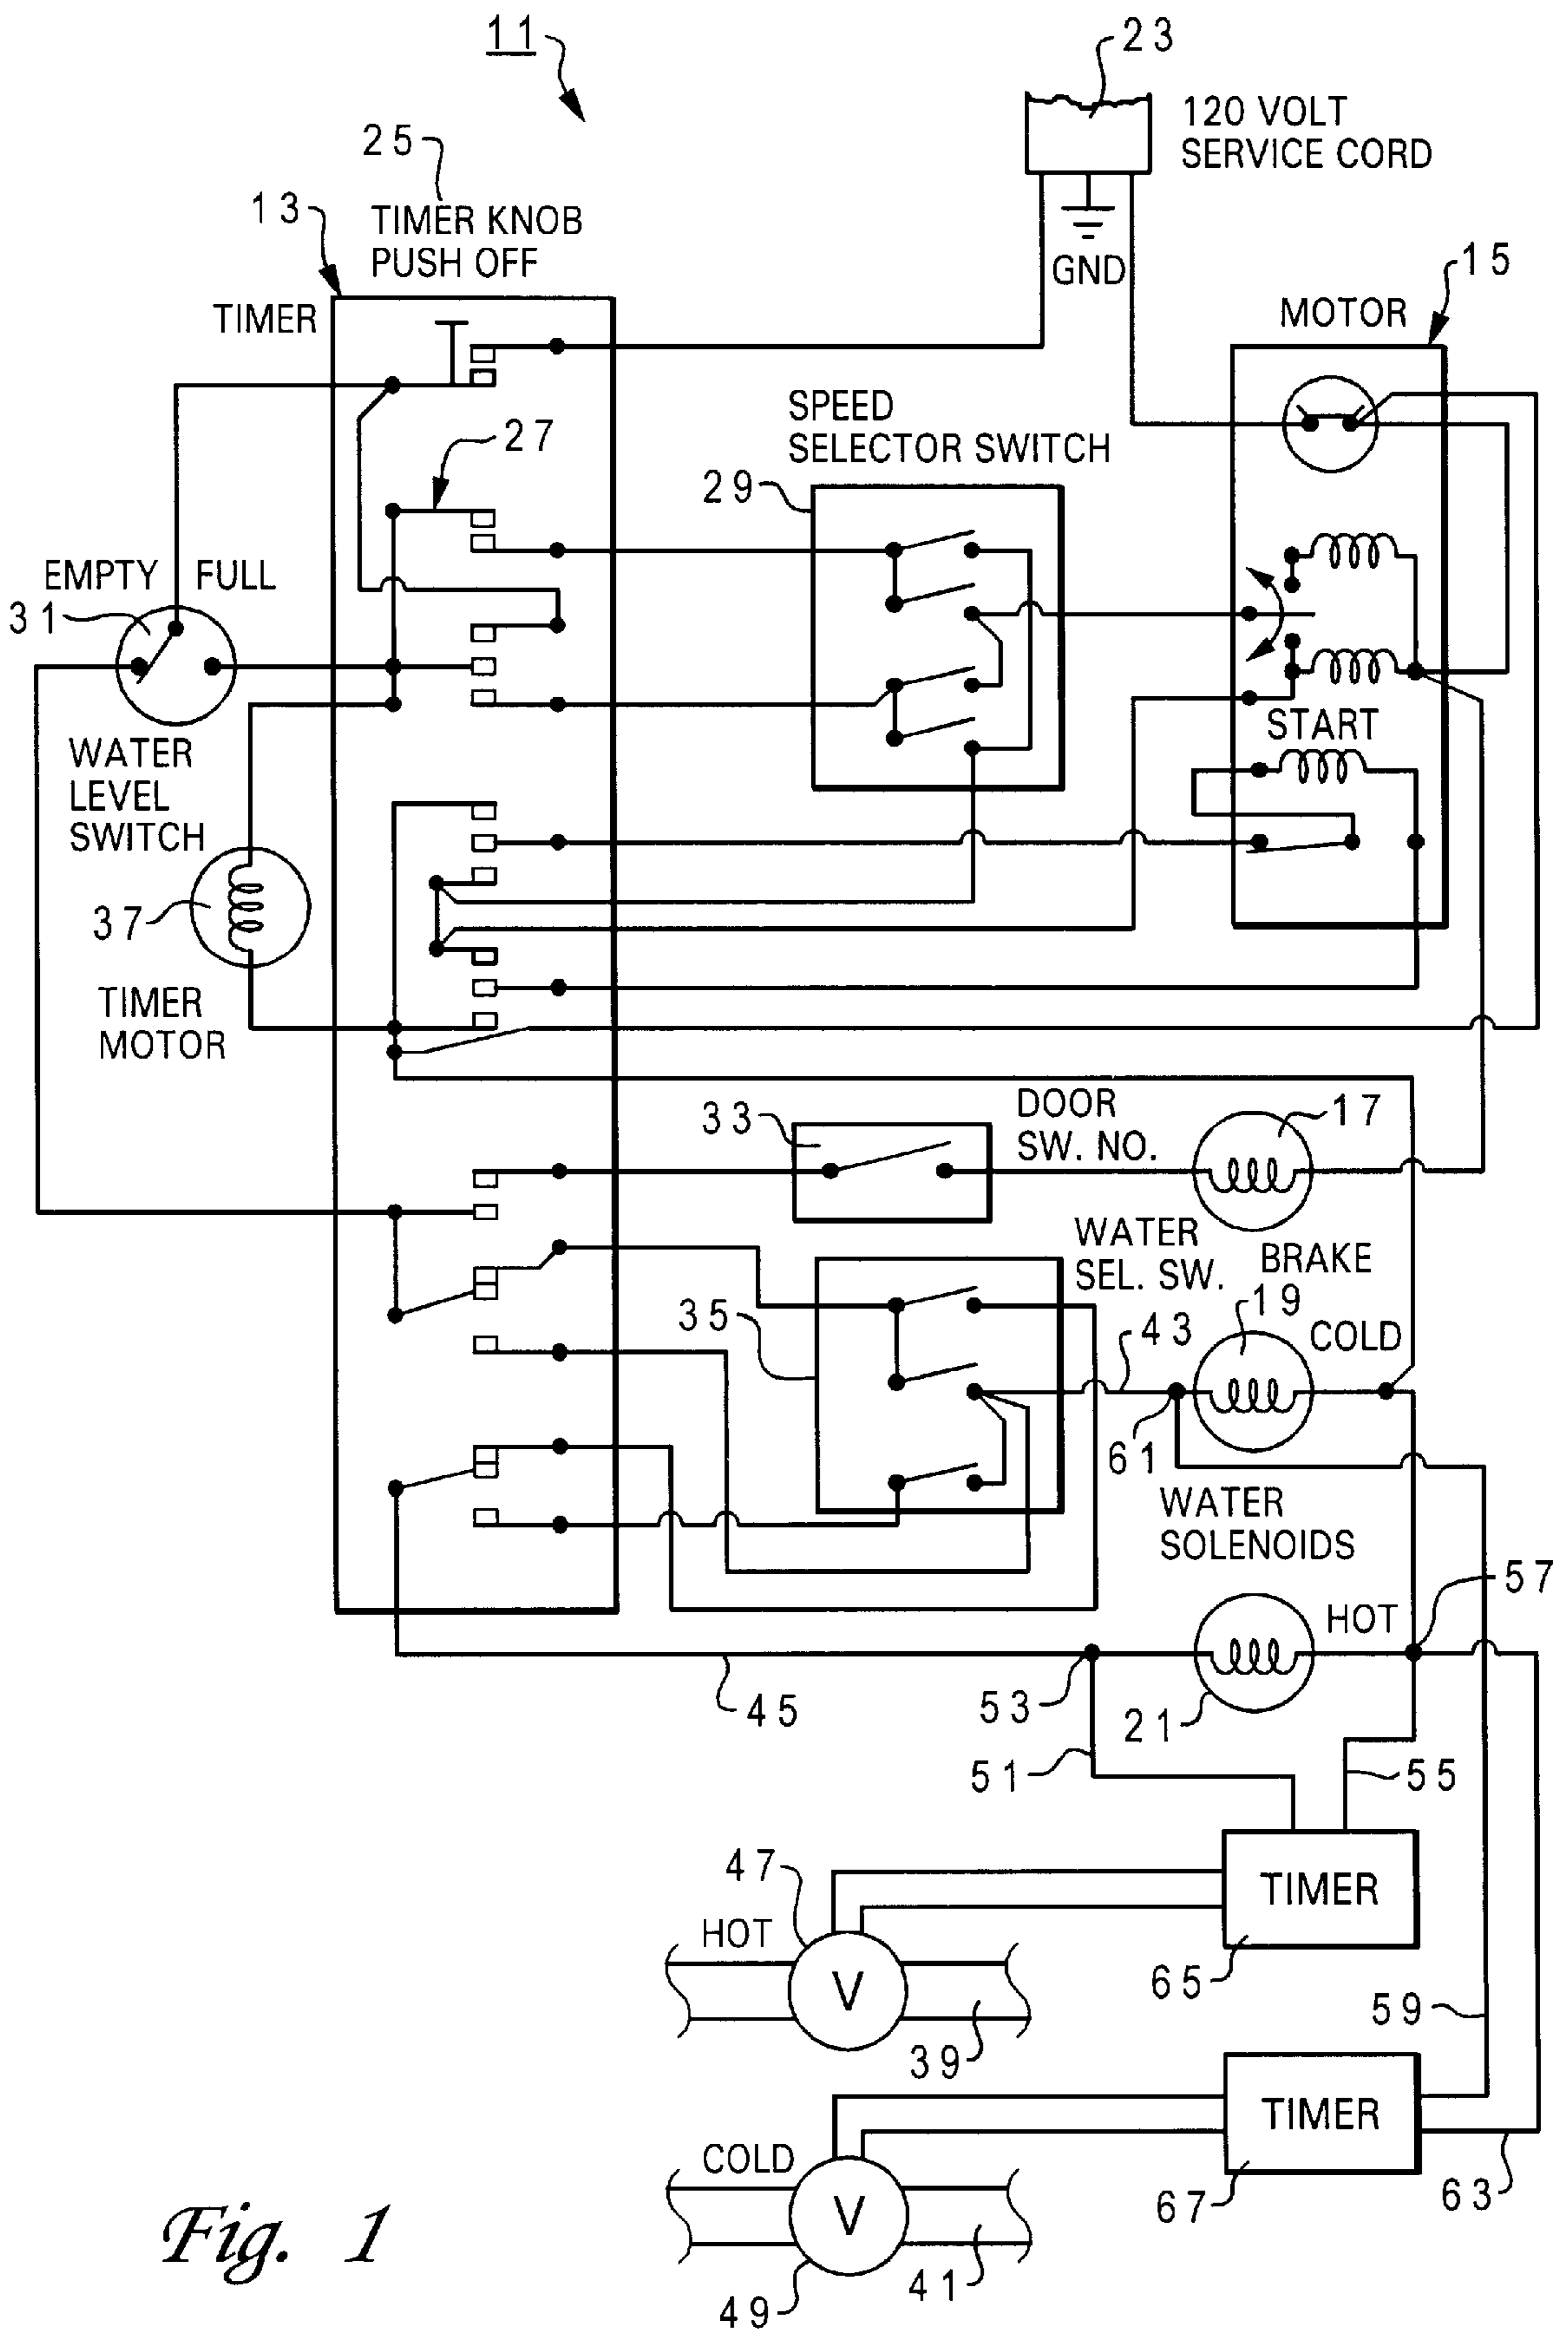 11
23
120 VOLT
SERVICE CORD
25
13
TIMER KNOB
PUSH OFF
GND
15
TIMER
MOTOR
SPEED
SELECTOR SWITCH
27
29
EMPTY
FULL
31
START
WATER
LEVEL
SWITCH
37
TIMER
MOTOR
DOOR
SW. NO.
33
17
WATER
SEL. SW.
BRAKE
19
COLD
35
43
61
WATER
SOLENOIDS
57
HOT
45
53
21
51
55
47
TIMER
HOT
V
65
39
59
TIMER
COLD
V
67
63
41
49
Fig. 1